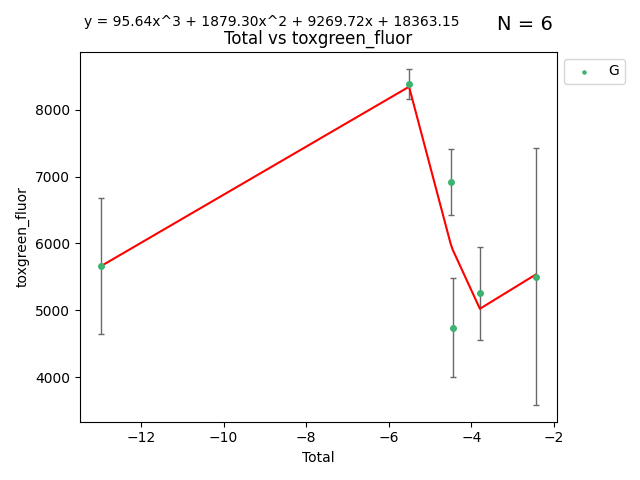 y = 95.64x^3 + 1879.30x^2 + 9269.72x + 18363.15
N = 6
Total vs toxgreen_fluor
G
toxgreen_fluor
8000
7000
6000
5000
4000
−12
−10
−8
−6
−4
−2
Total